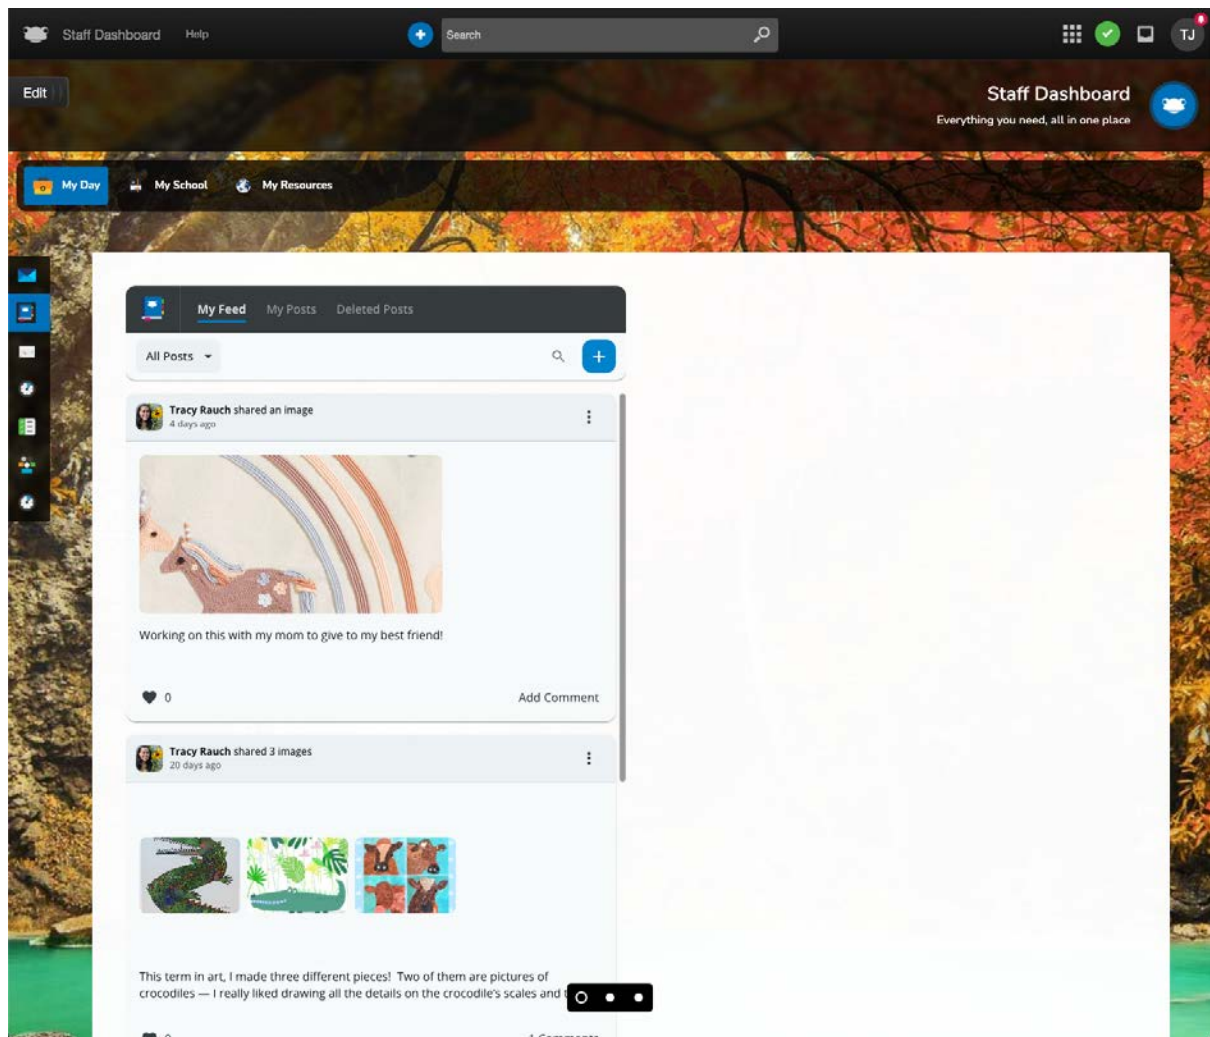 Staff Dashboard
Help
Search
TJ
Edit
Staff Dashboard
Everything you need, all in one place
My Day
My School
My Resources
My Feed
My Posts
Deleted Posts
All Posts
Tracy Rauch shared an image
4 days ago
Working on this with my mom to give to my best friend!
0
Add Comment
Tracy Rauch shared 3 images
20 days ago
This term in art, I made three different pieces! Two of them are pictures of
crocodiles — I really liked drawing all the details on the crocodile's scales and